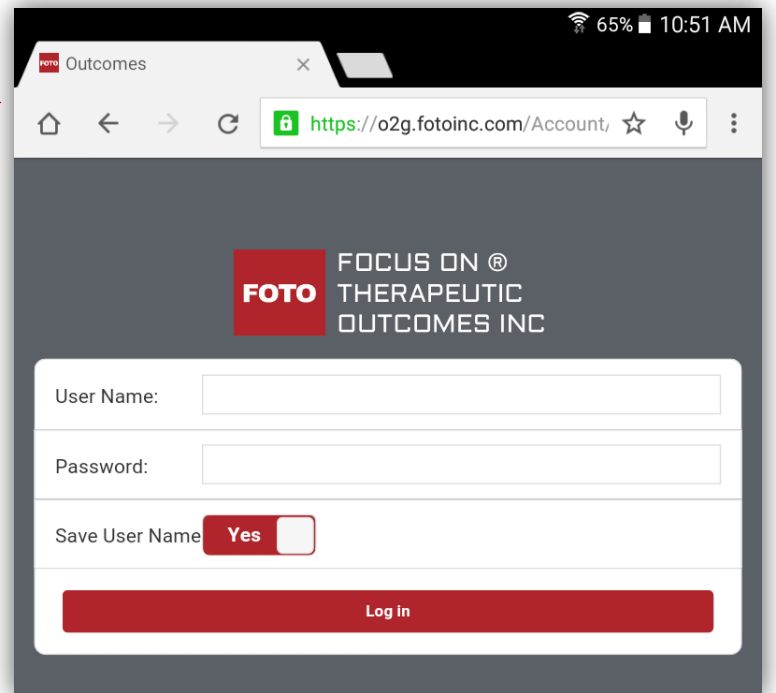 65% 10:51 AM
FOTO Outcomes
https://o2g.fotoinc.com/Account/
FOTO
FOCUS ON ®
THERAPEUTIC
OUTCOMES INC
User Name:
Password:
Save User Name Yes
Log in